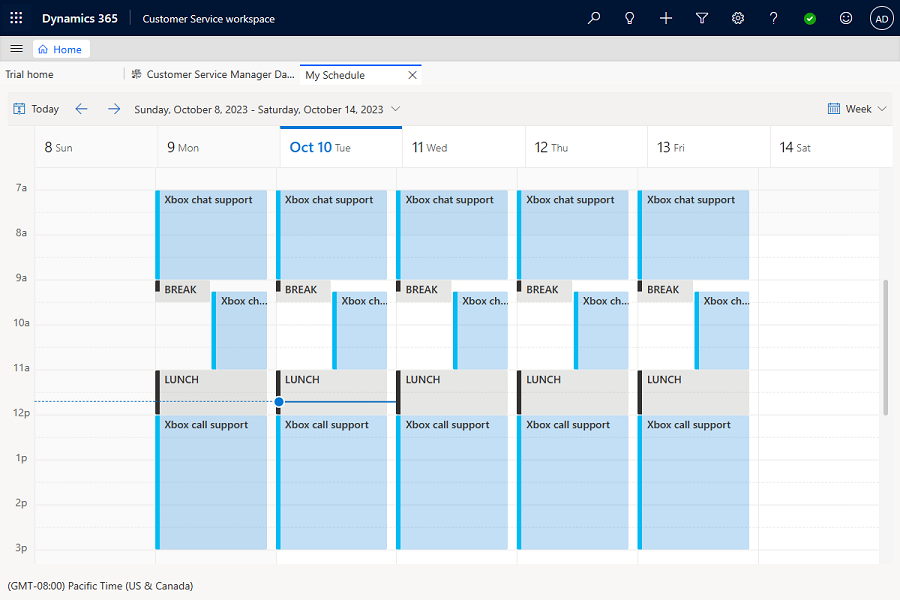 Dynamics 365 Customer Service workspace AD
Home
Trial home Customer Service Manager Da... My Schedule
Today Sunday, October 8, 2023 - Saturday, October 14, 2023 Week
8 Sun 9 Mon Oct 10 Tue 11 Wed 12 Thu 13 Fri 14 Sat
7a
Xbox chat support Xbox chat support Xbox chat support Xbox chat support Xbox chat support
8a
9a
BREAK BREAK BREAK BREAK BREAK
Xbox ch... Xbox ch... Xbox ch... Xbox ch... Xbox ch...
10a
11a
LUNCH LUNCH LUNCH LUNCH LUNCH
12p
Xbox call support Xbox call support Xbox call support Xbox call support Xbox call support
1p
2p
3p
(GMT-08:00) Pacific Time (US & Canada)